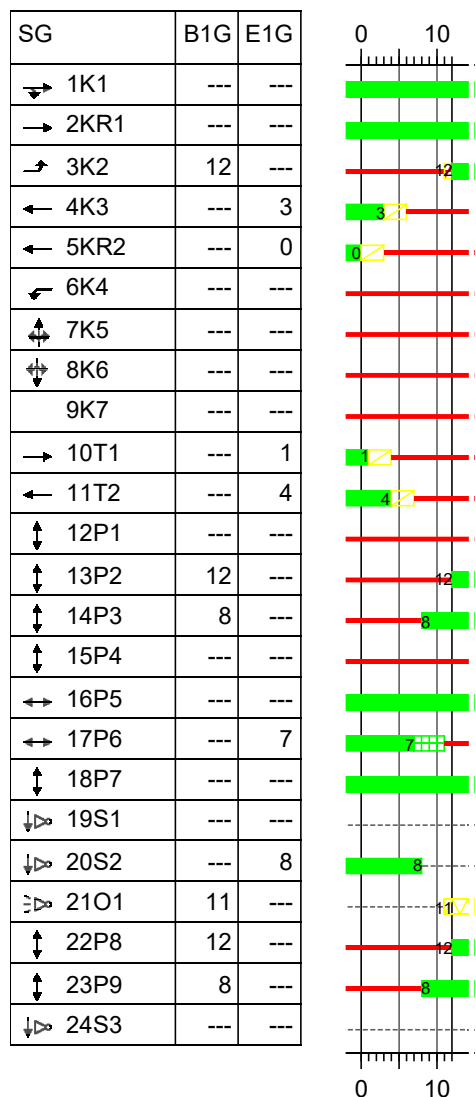 SG B1G E1G 0 10
1K1 --- ---
2KR1 --- ---
3K2 12 --- 12
4K3 --- 3 3
5KR2 --- 0 0
6K4 --- ---
7K5 --- ---
8K6 --- ---
9K7 --- ---
10T1 --- 1 1
11T2 --- 4 4
12P1 --- ---
13P2 12 --- 12
14P3 8 --- 8
15P4 --- ---
16P5 --- ---
17P6 --- 7 7
18P7 --- ---
19S1 --- ---
20S2 --- 8 8
21O1 11 --- 11
22P8 12 --- 12
23P9 8 --- 8
24S3 --- ---
0 10